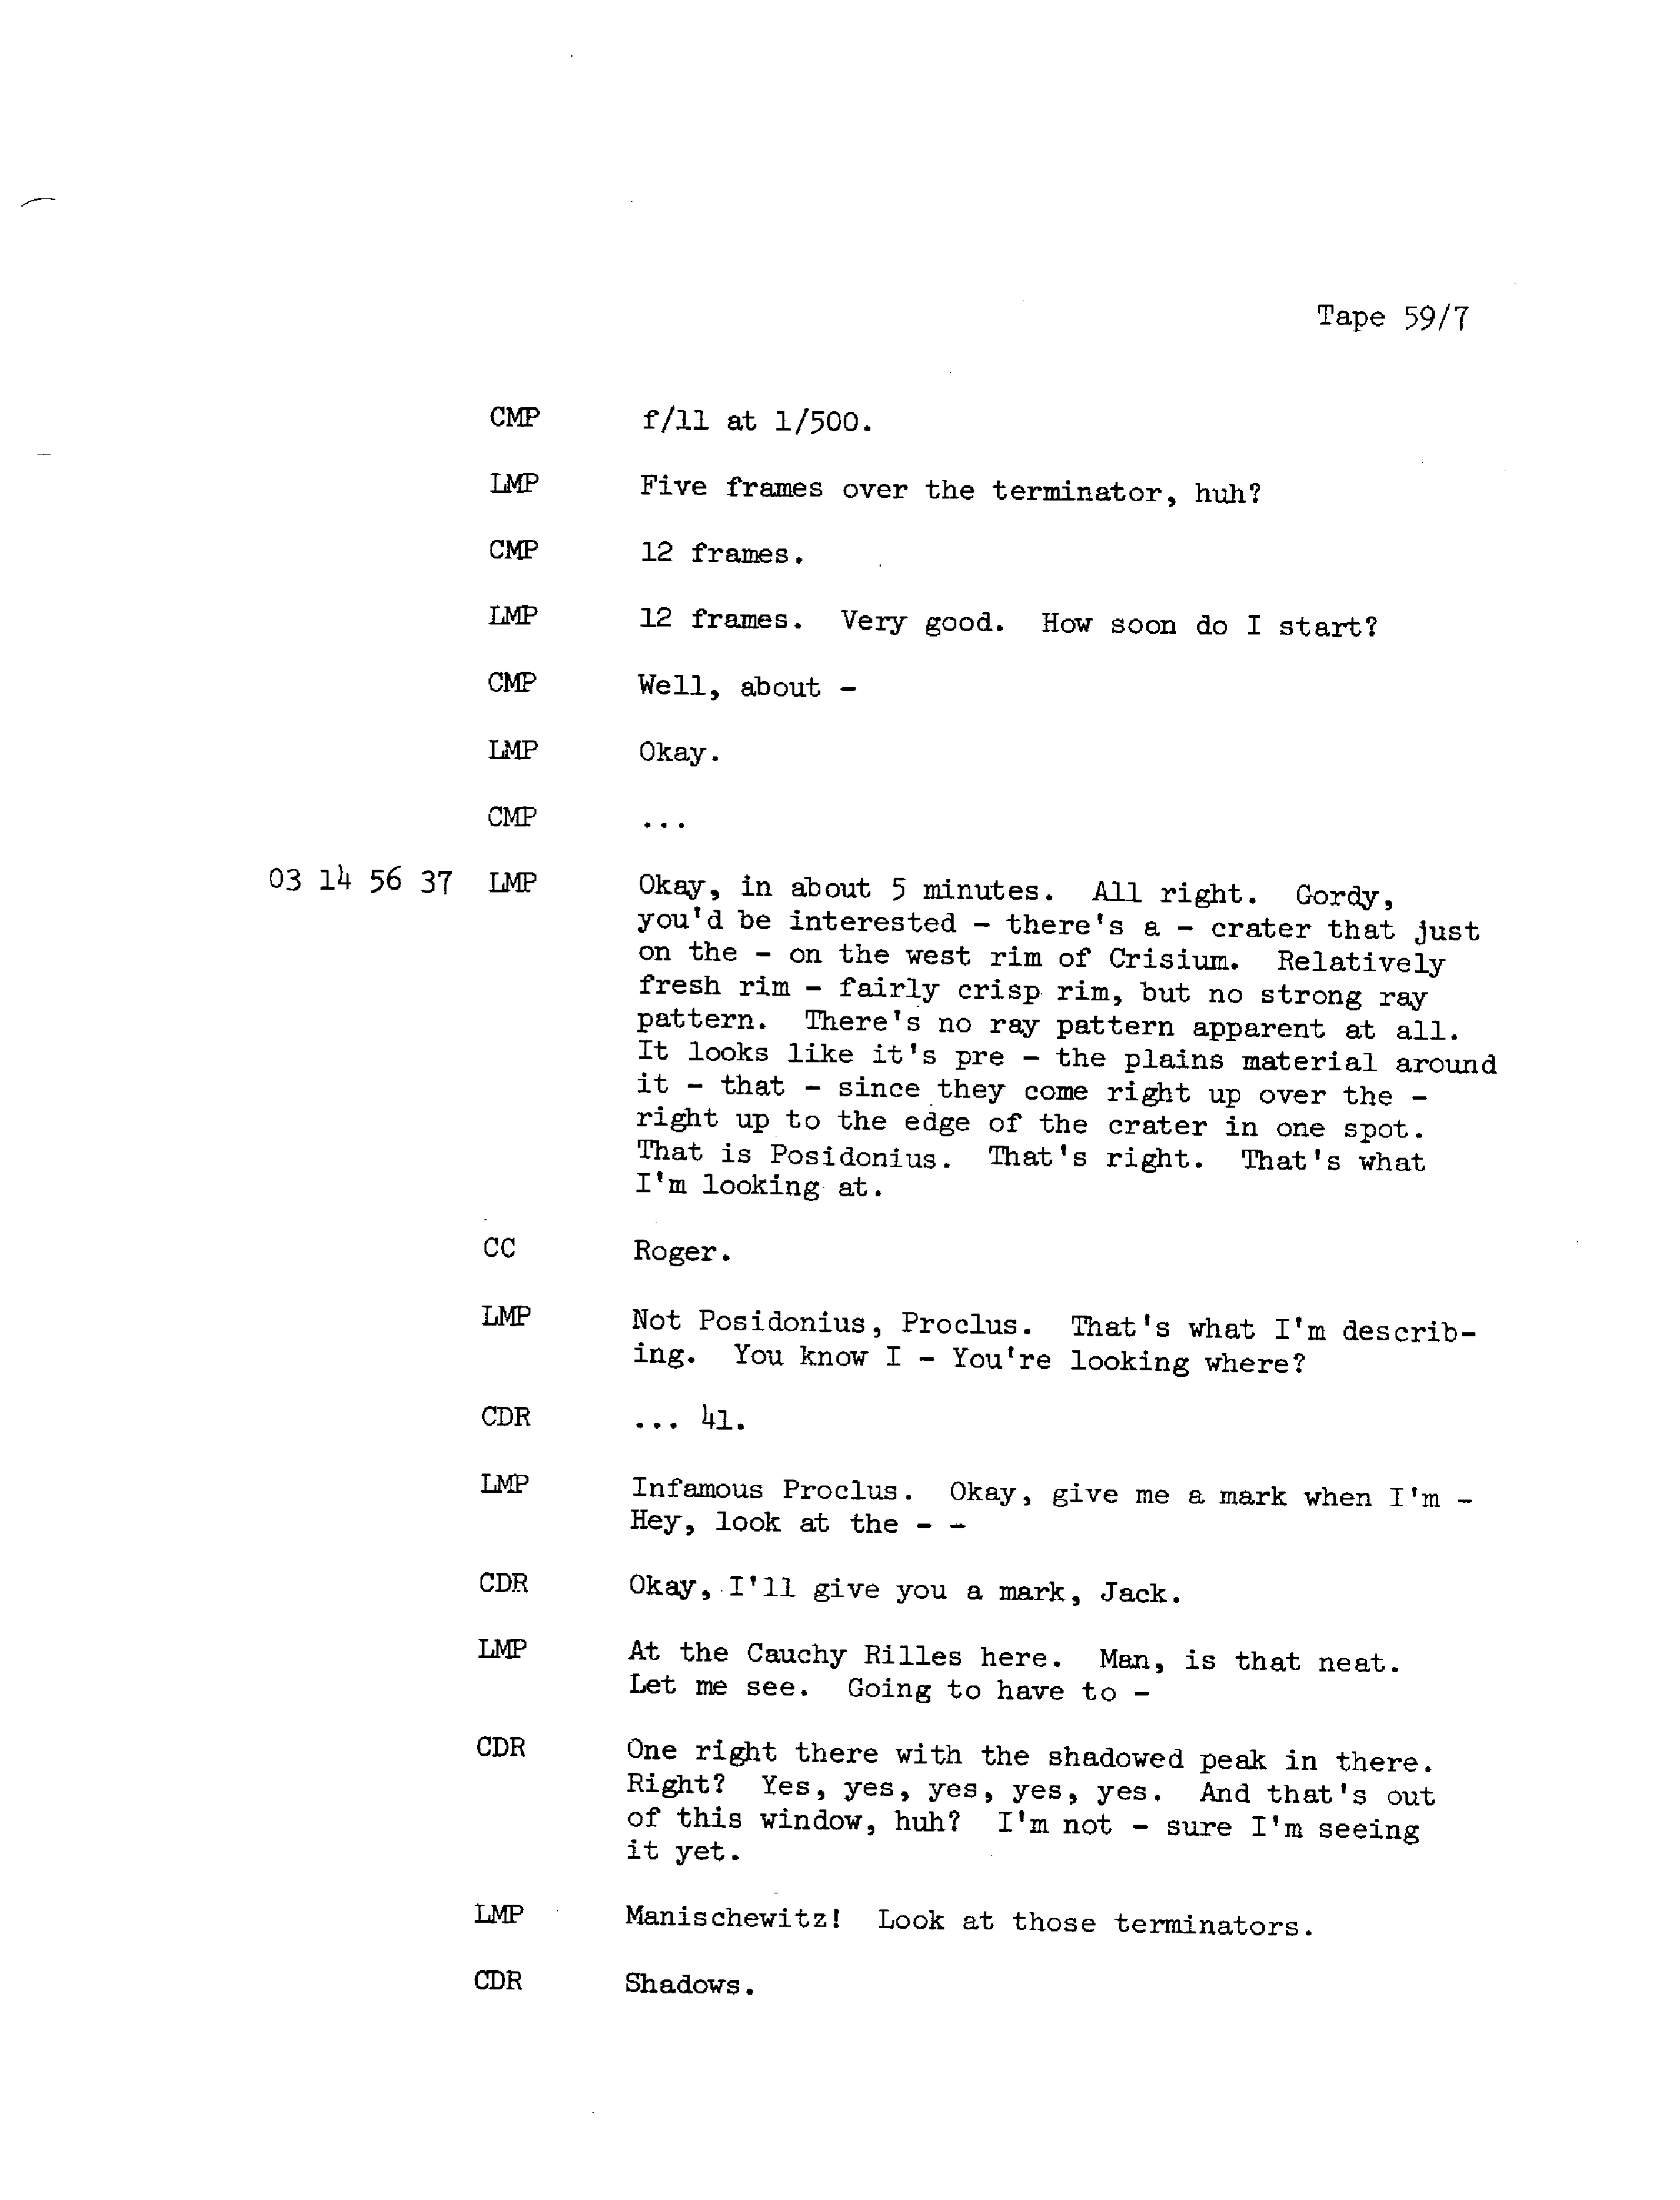 Tape 59/7
CMP f/11 at 1/500.
LMP Five frames over the terminator, huh?
CMP 12 frames.
LMP 12 frames. Very good. How soon do I start?
CMP Well, about -
LMP Okay.
CMP ...
03 14 56 37 LMP Okay, in about 5 minutes. All right. Gordy,
you'd be interested - there's a - crater that just
on the - on the west rim of Crisium. Relatively
fresh rim - fairly crisp rim, but no strong ray
pattern. There's no ray pattern apparent at all.
It looks like it's pre - the plains material around
it - that - since they come right up over the -
right up to the edge of the crater in one spot.
That is Posidonius. That's right. That's what
I'm looking at.
CC Roger.
LMP Not Posidonius, Proclus. That's what I'm describ-
ing. You know I - You're looking where?
CDR ... 41.
LMP Infamous Proclus. Okay, give me a mark when I'm -
Hey, look at the - -
CDR Okay, I'll give you a mark, Jack.
LMP At the Cauchy Rilles here. Man, is that neat.
Let me see. Going to have to -
CDR One right there with the shadowed peak in there.
Right? Yes, yes, yes, yes, yes. And that's out
of this window, huh? I'm not - sure I'm seeing
it yet.
LMP Manischewitz! Look at those terminators.
CDR Shadows.